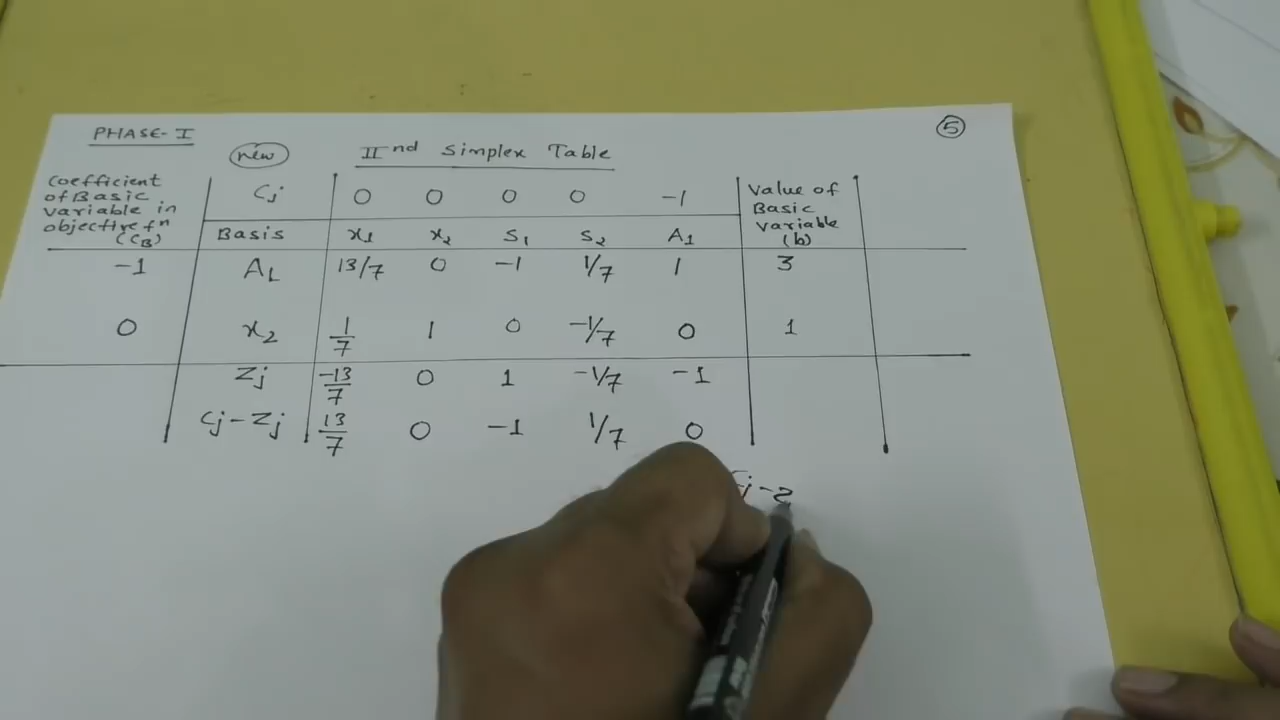 PHASE-I
⑤
new
IInd Simplex Table
Coefficient of Basic variable in objective fn (CB)
Cj 0 0 0 0 -1
Value of Basic variable (b)
Basis x1 x2 S1 S2 A1
-1 A1 13/7 0 -1 1/7 1 3
0 x2 1/7 1 0 -1/7 0 1
Zj -13/7 0 1 -1/7 -1
Cj-Zj 13/7 0 -1 1/7 0
Cj-z